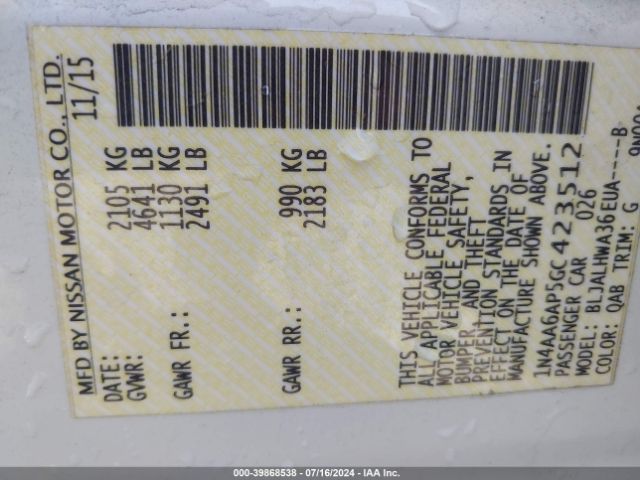 MFD BY NISSAN MOTOR CO., LTD.
DATE: 11/15
GVWR: 2105 KG
4641 LB
GAWR FR.: 1130 KG
2491 LB
GAWR RR.: 990 KG
2183 LB
THIS VEHICLE CONFORMS TO
ALL APPLICABLE FEDERAL
MOTOR VEHICLE SAFETY,
BUMPER, AND THEFT
PREVENTION STANDARDS IN
EFFECT ON THE DATE OF
MANUFACTURE SHOWN ABOVE.
1N4AA6AP5GC423512
PASSENGER CAR 026
MODEL: BLJALHWA36EUA----B
COLOR: QAB TRIM: G
000-39868538 - 07/16/2024 - IAA Inc.